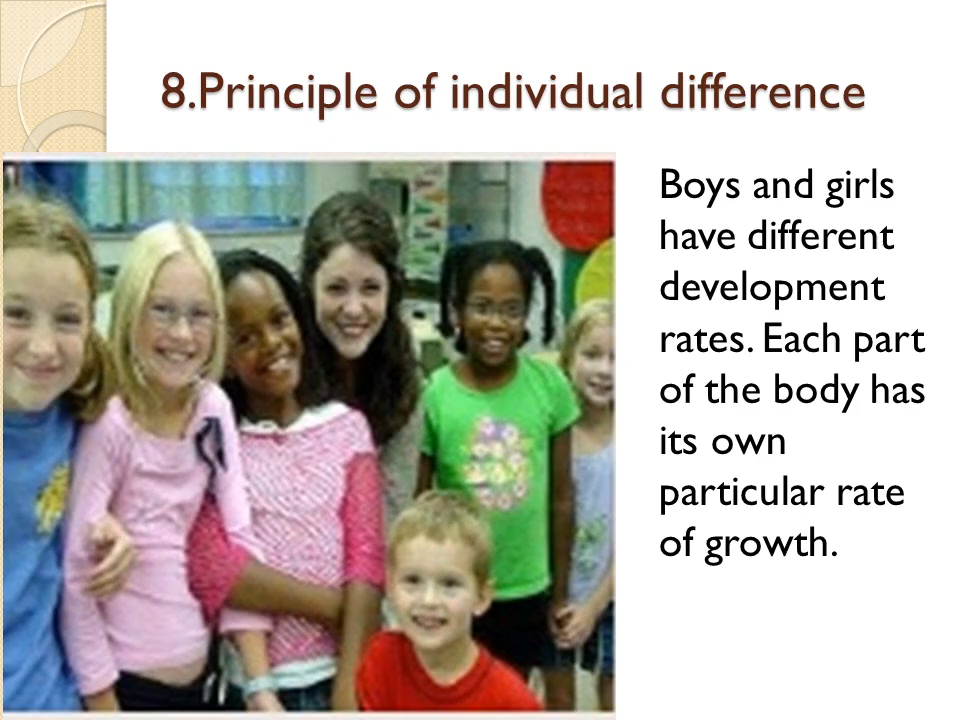 8.Principle of individual difference
Boys and girls
have different
development
rates. Each part
of the body has
its own
particular rate
of growth.